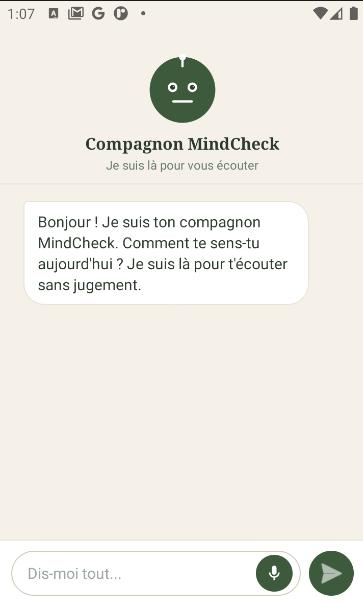 1:07
Compagnon MindCheck
Je suis là pour vous écouter
Bonjour ! Je suis ton compagnon
MindCheck. Comment te sens-tu
aujourd'hui ? Je suis là pour t'écouter
sans jugement.
Dis-moi tout...